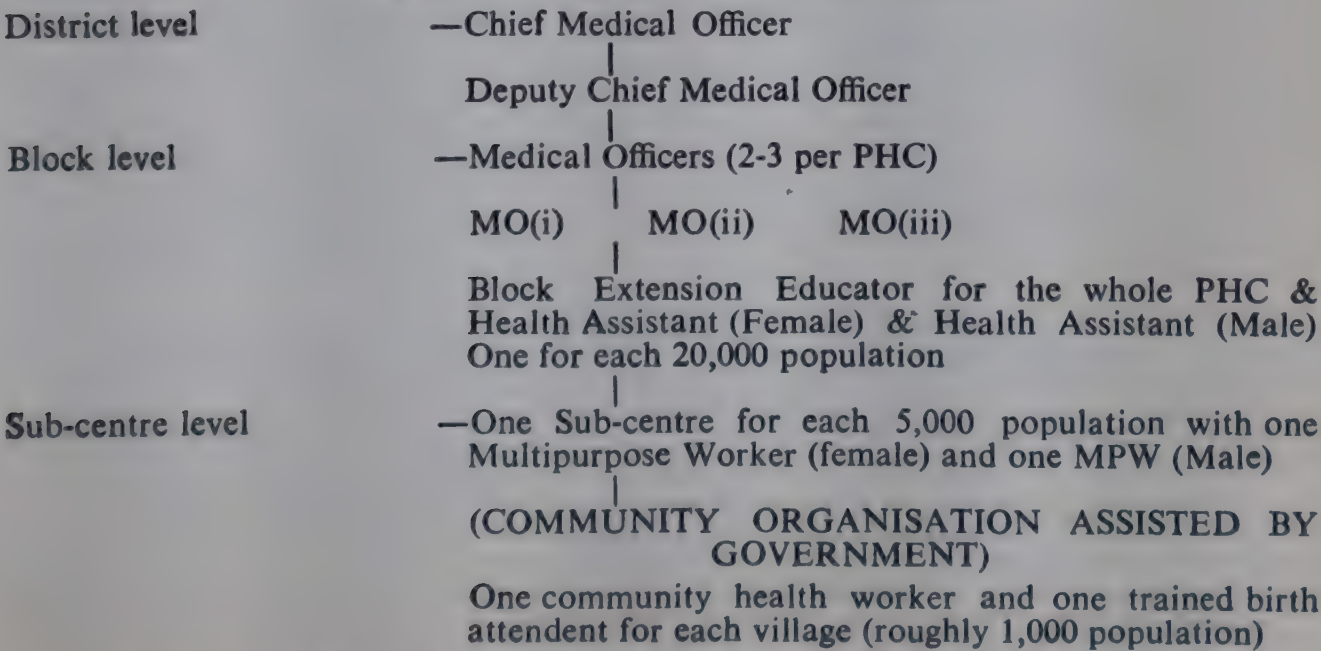 District level —Chief Medical Officer
Deputy Chief Medical Officer
Block level —Medical Officers (2-3 per PHC)
MO(i) MO(ii) MO(iii)
Block Extension Educator for the whole PHC &
Health Assistant (Female) & Health Assistant (Male)
One for each 20,000 population
Sub-centre level —One Sub-centre for each 5,000 population with one
Multipurpose Worker (female) and one MPW (Male)
(COMMUNITY ORGANISATION ASSISTED BY
GOVERNMENT)
One community health worker and one trained birth
attendent for each village (roughly 1,000 population)